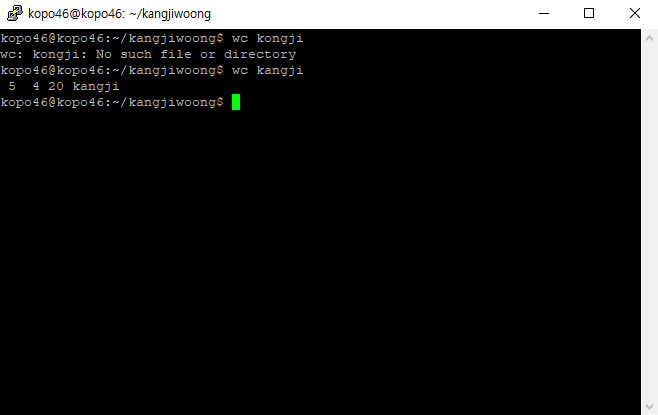 kopo46@kopo46: ~/kangjiwoong
kopo46@kopo46:~/kangjiwoong$ wc kongji
wc: kongji: No such file or directory
kopo46@kopo46:~/kangjiwoong$ wc kangji
 5  4 20 kangji
kopo46@kopo46:~/kangjiwoong$